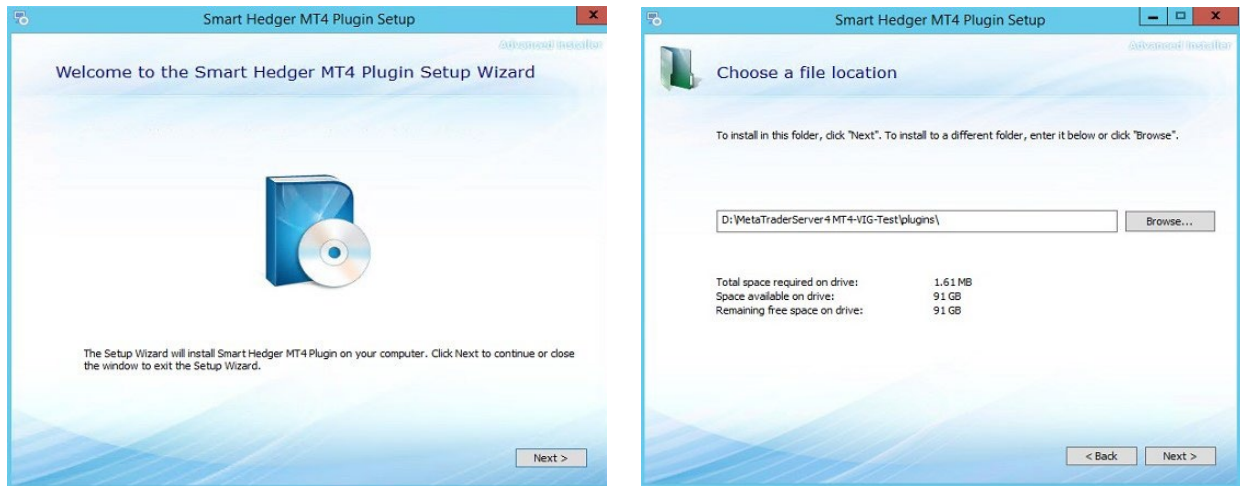 Smart Hedger MT4 Plugin Setup
Advanced Installer
Welcome to the Smart Hedger MT4 Plugin Setup Wizard
The Setup Wizard will install Smart Hedger MT4 Plugin on your computer. Click Next to continue or close
the window to exit the Setup Wizard.
Next >
Smart Hedger MT4 Plugin Setup
Advanced Installer
Choose a file location
To install in this folder, click "Next". To install to a different folder, enter it below or click "Browse".
D:\MetaTraderServer4 MT4-VIG-Test\plugins\
Browse...
Total space required on drive: 1.61 MB
Space available on drive: 91 GB
Remaining free space on drive: 91 GB
< Back
Next >